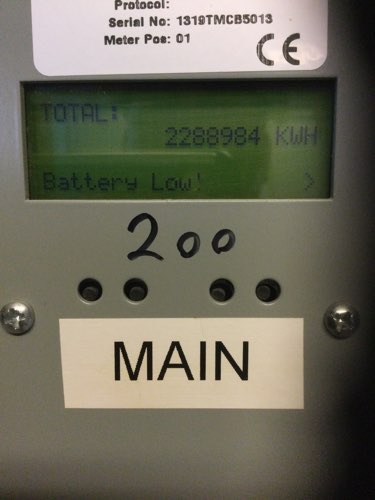 Protocol:
Serial No: 1319TMCB5013
Meter Pos: 01
CE
TOTAL:
2288984 KWH
Battery Low! >
200
MAIN